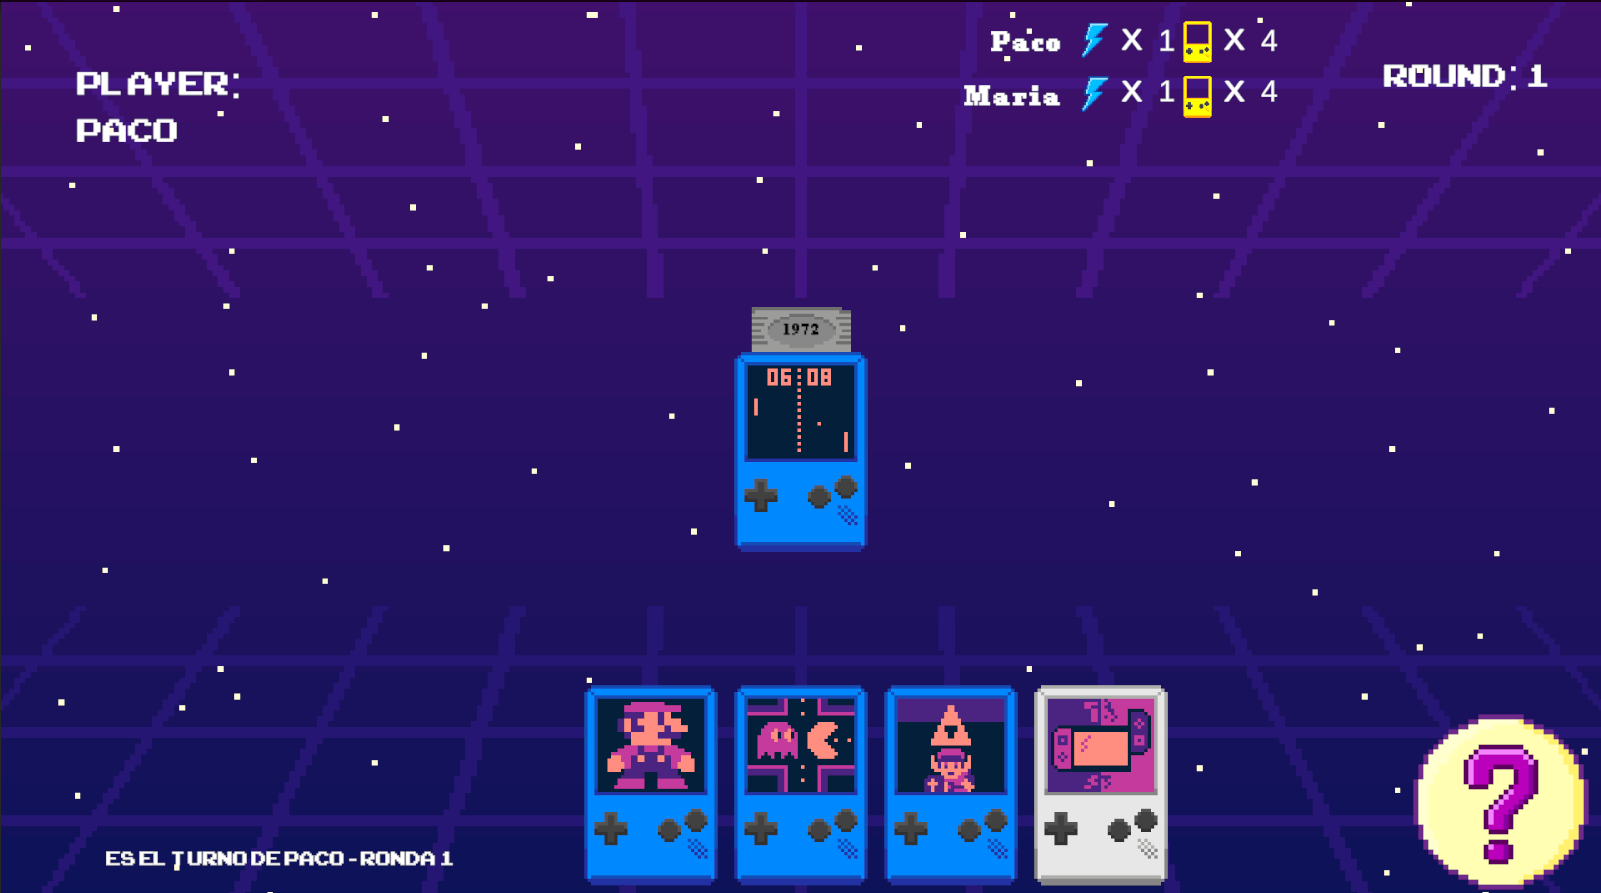 PLAYER:
PACO
Paco X 1 X 4
Maria X 1 X 4
ROUND: 1
1972
06 08
ES EL TURNO DE PACO - RONDA 1
?